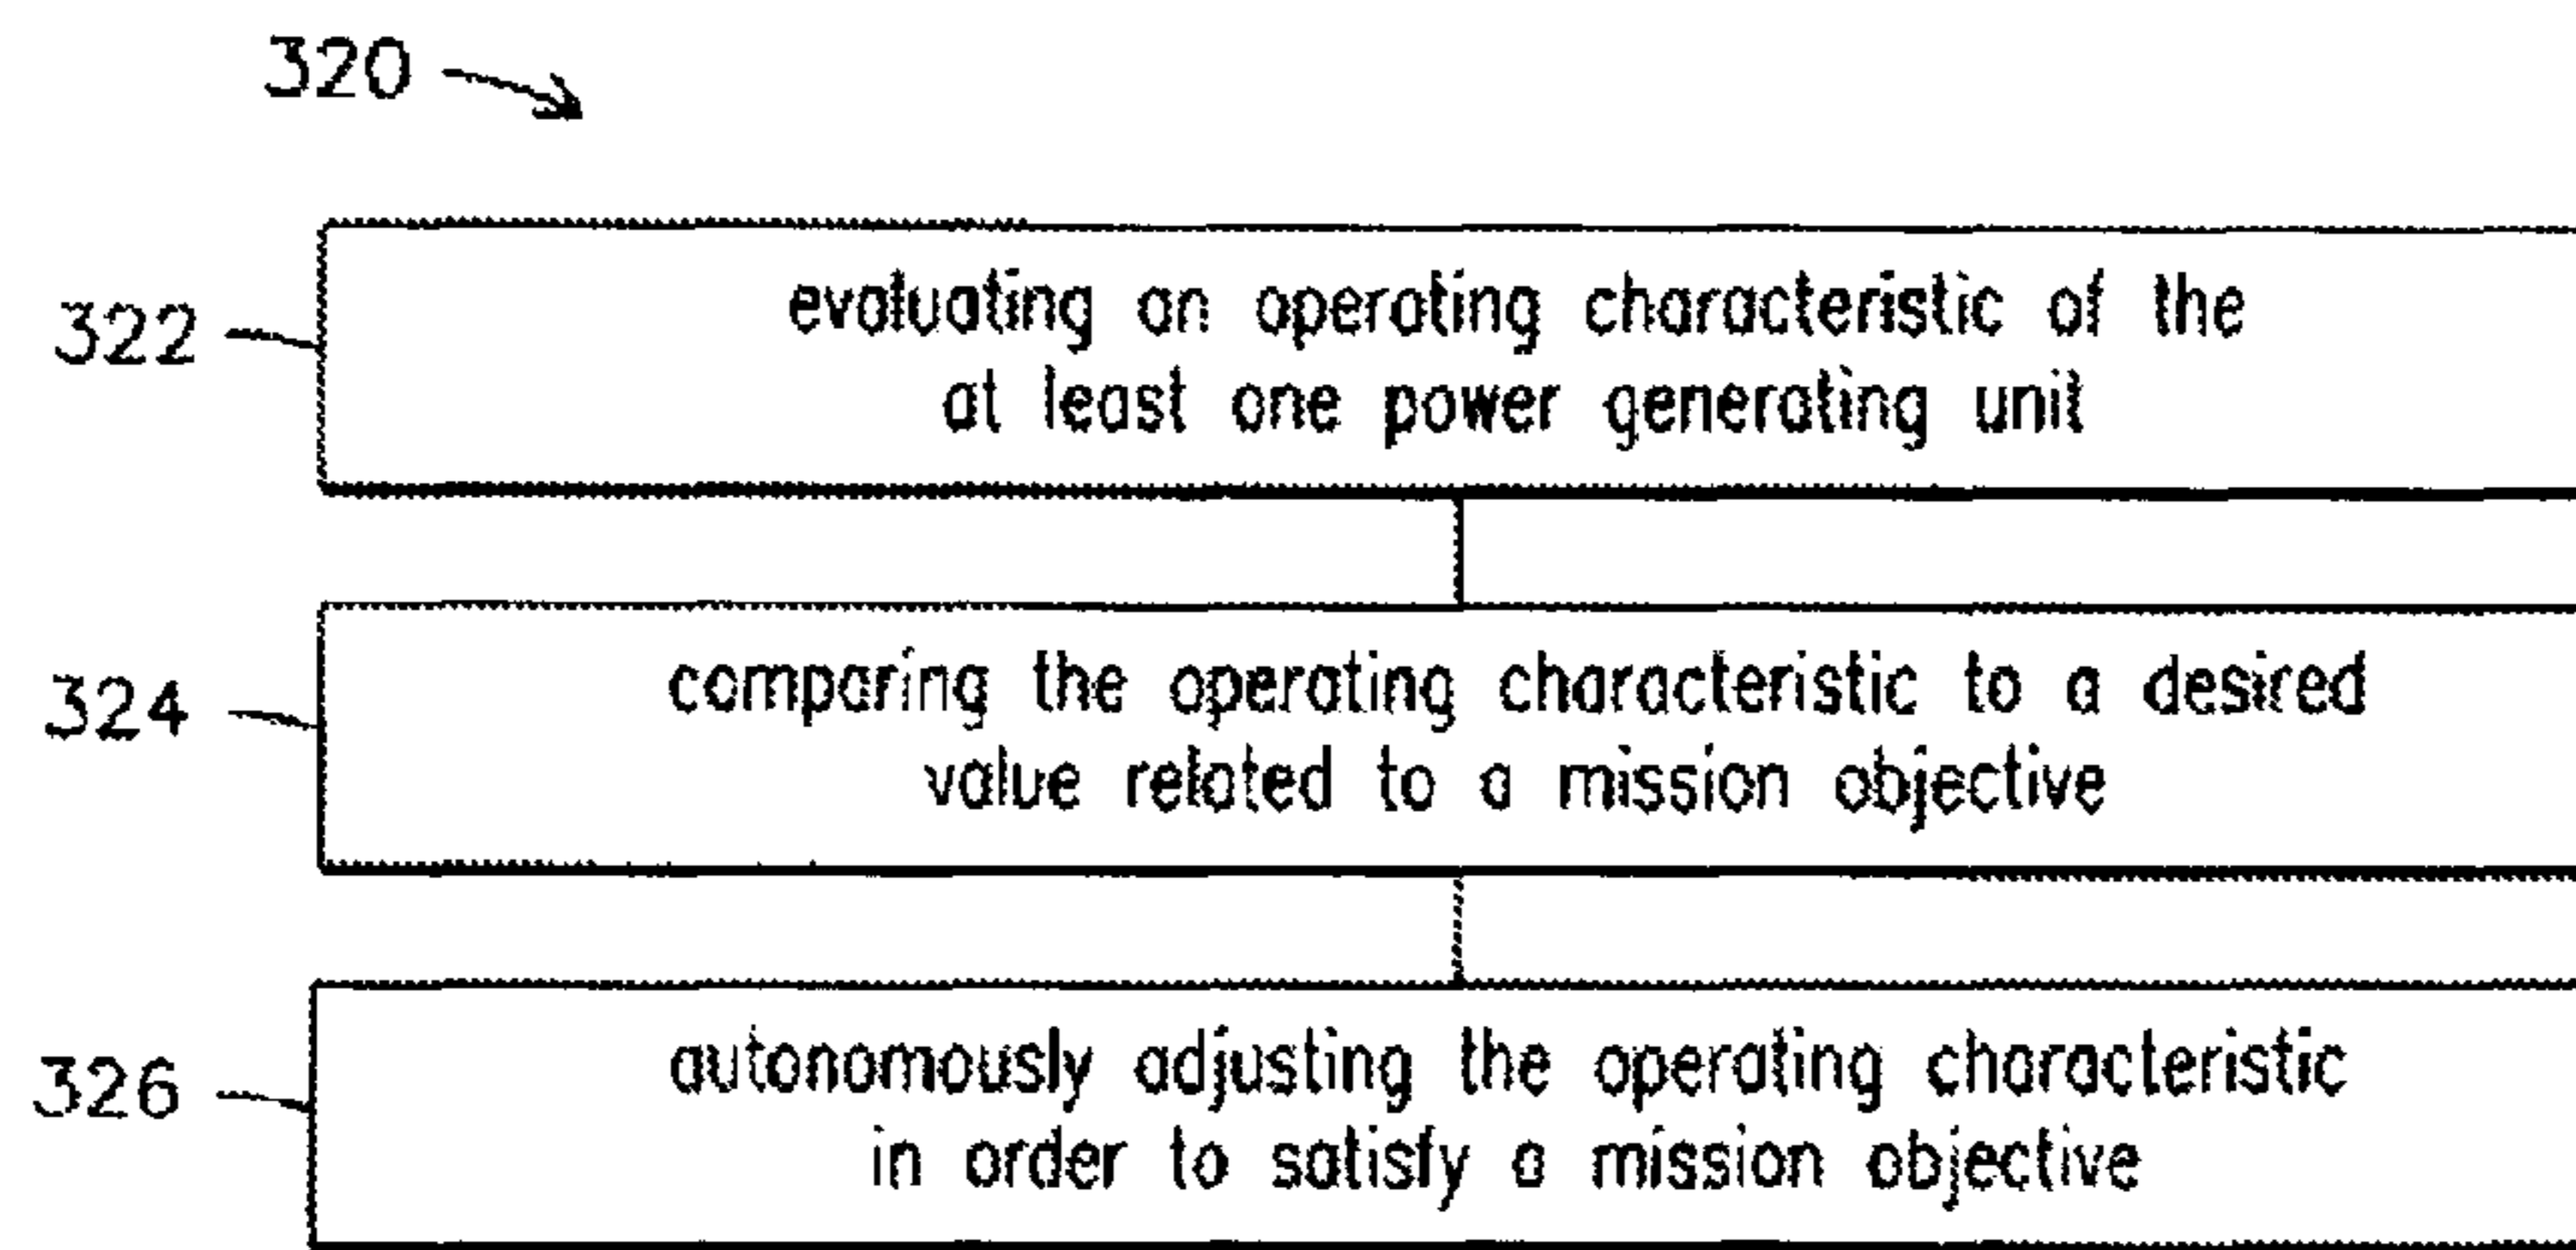 320
322
evaluating an operating characteristic of the
at least one power generating unit
324
comparing the operating characteristic to a desired
value related to a mission objective
326
autonomously adjusting the operating characteristic
in order to satisfy a mission objective